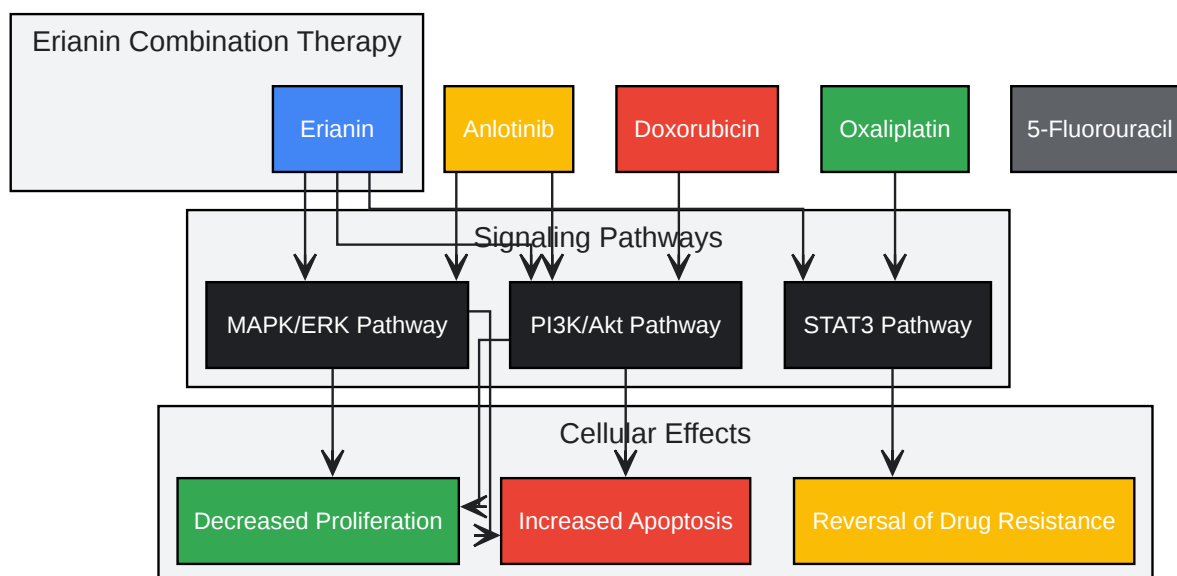 Erianin Combination Therapy
Erianin
Anlotinib
Doxorubicin
Oxaliplatin
5-Fluorouracil
Signaling Pathways
MAPK/ERK Pathway
PI3K/Akt Pathway
STAT3 Pathway
Cellular Effects
Decreased Proliferation
Increased Apoptosis
Reversal of Drug Resistance